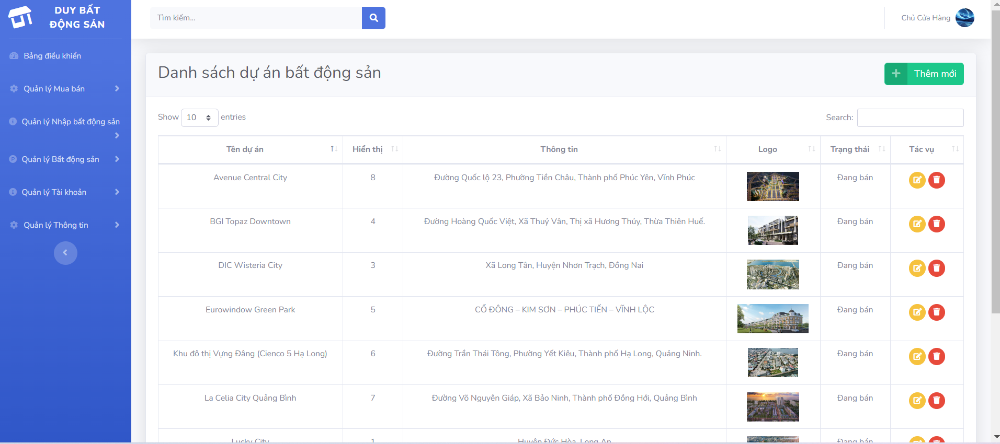 DUY BẤT
ĐỘNG SẢN
Tìm kiếm...
Chủ Cửa Hàng
Bảng điều khiển
Quản lý Mua bán
Quản lý Nhập bất động sản
Quản lý Bất động sản
Quản lý Tài khoản
Quản lý Thông tin
Danh sách dự án bất động sản
Thêm mới
Show 10 entries
Search:
Tên dự án Hiển thị Thông tin Logo Trạng thái Tác vụ
Avenue Central City 8 Đường Quốc lộ 23, Phường Tiền Châu, Thành phố Phúc Yên, Vĩnh Phúc Đang bán
BGI Topaz Downtown 4 Đường Hoàng Quốc Việt, Xã Thuỷ Vân, Thị xã Hương Thủy, Thừa Thiên Huế. Đang bán
DIC Wisteria City 3 Xã Long Tân, Huyện Nhơn Trạch, Đồng Nai Đang bán
Eurowindow Green Park 5 CỔ ĐÔNG – KIM SƠN – PHÚC TIẾN – VĨNH LỘC Đang bán
Khu đô thị Vựng Đâng (Cienco 5 Hạ Long) 6 Đường Trần Thái Tông, Phường Yết Kiêu, Thành phố Hạ Long, Quảng Ninh. Đang bán
La Celia City Quảng Bình 7 Đường Võ Nguyên Giáp, Xã Bảo Ninh, Thành phố Đồng Hới, Quảng Bình Đang bán
Lucky City 1 Huyện Đức Hòa, Long An Đang bán